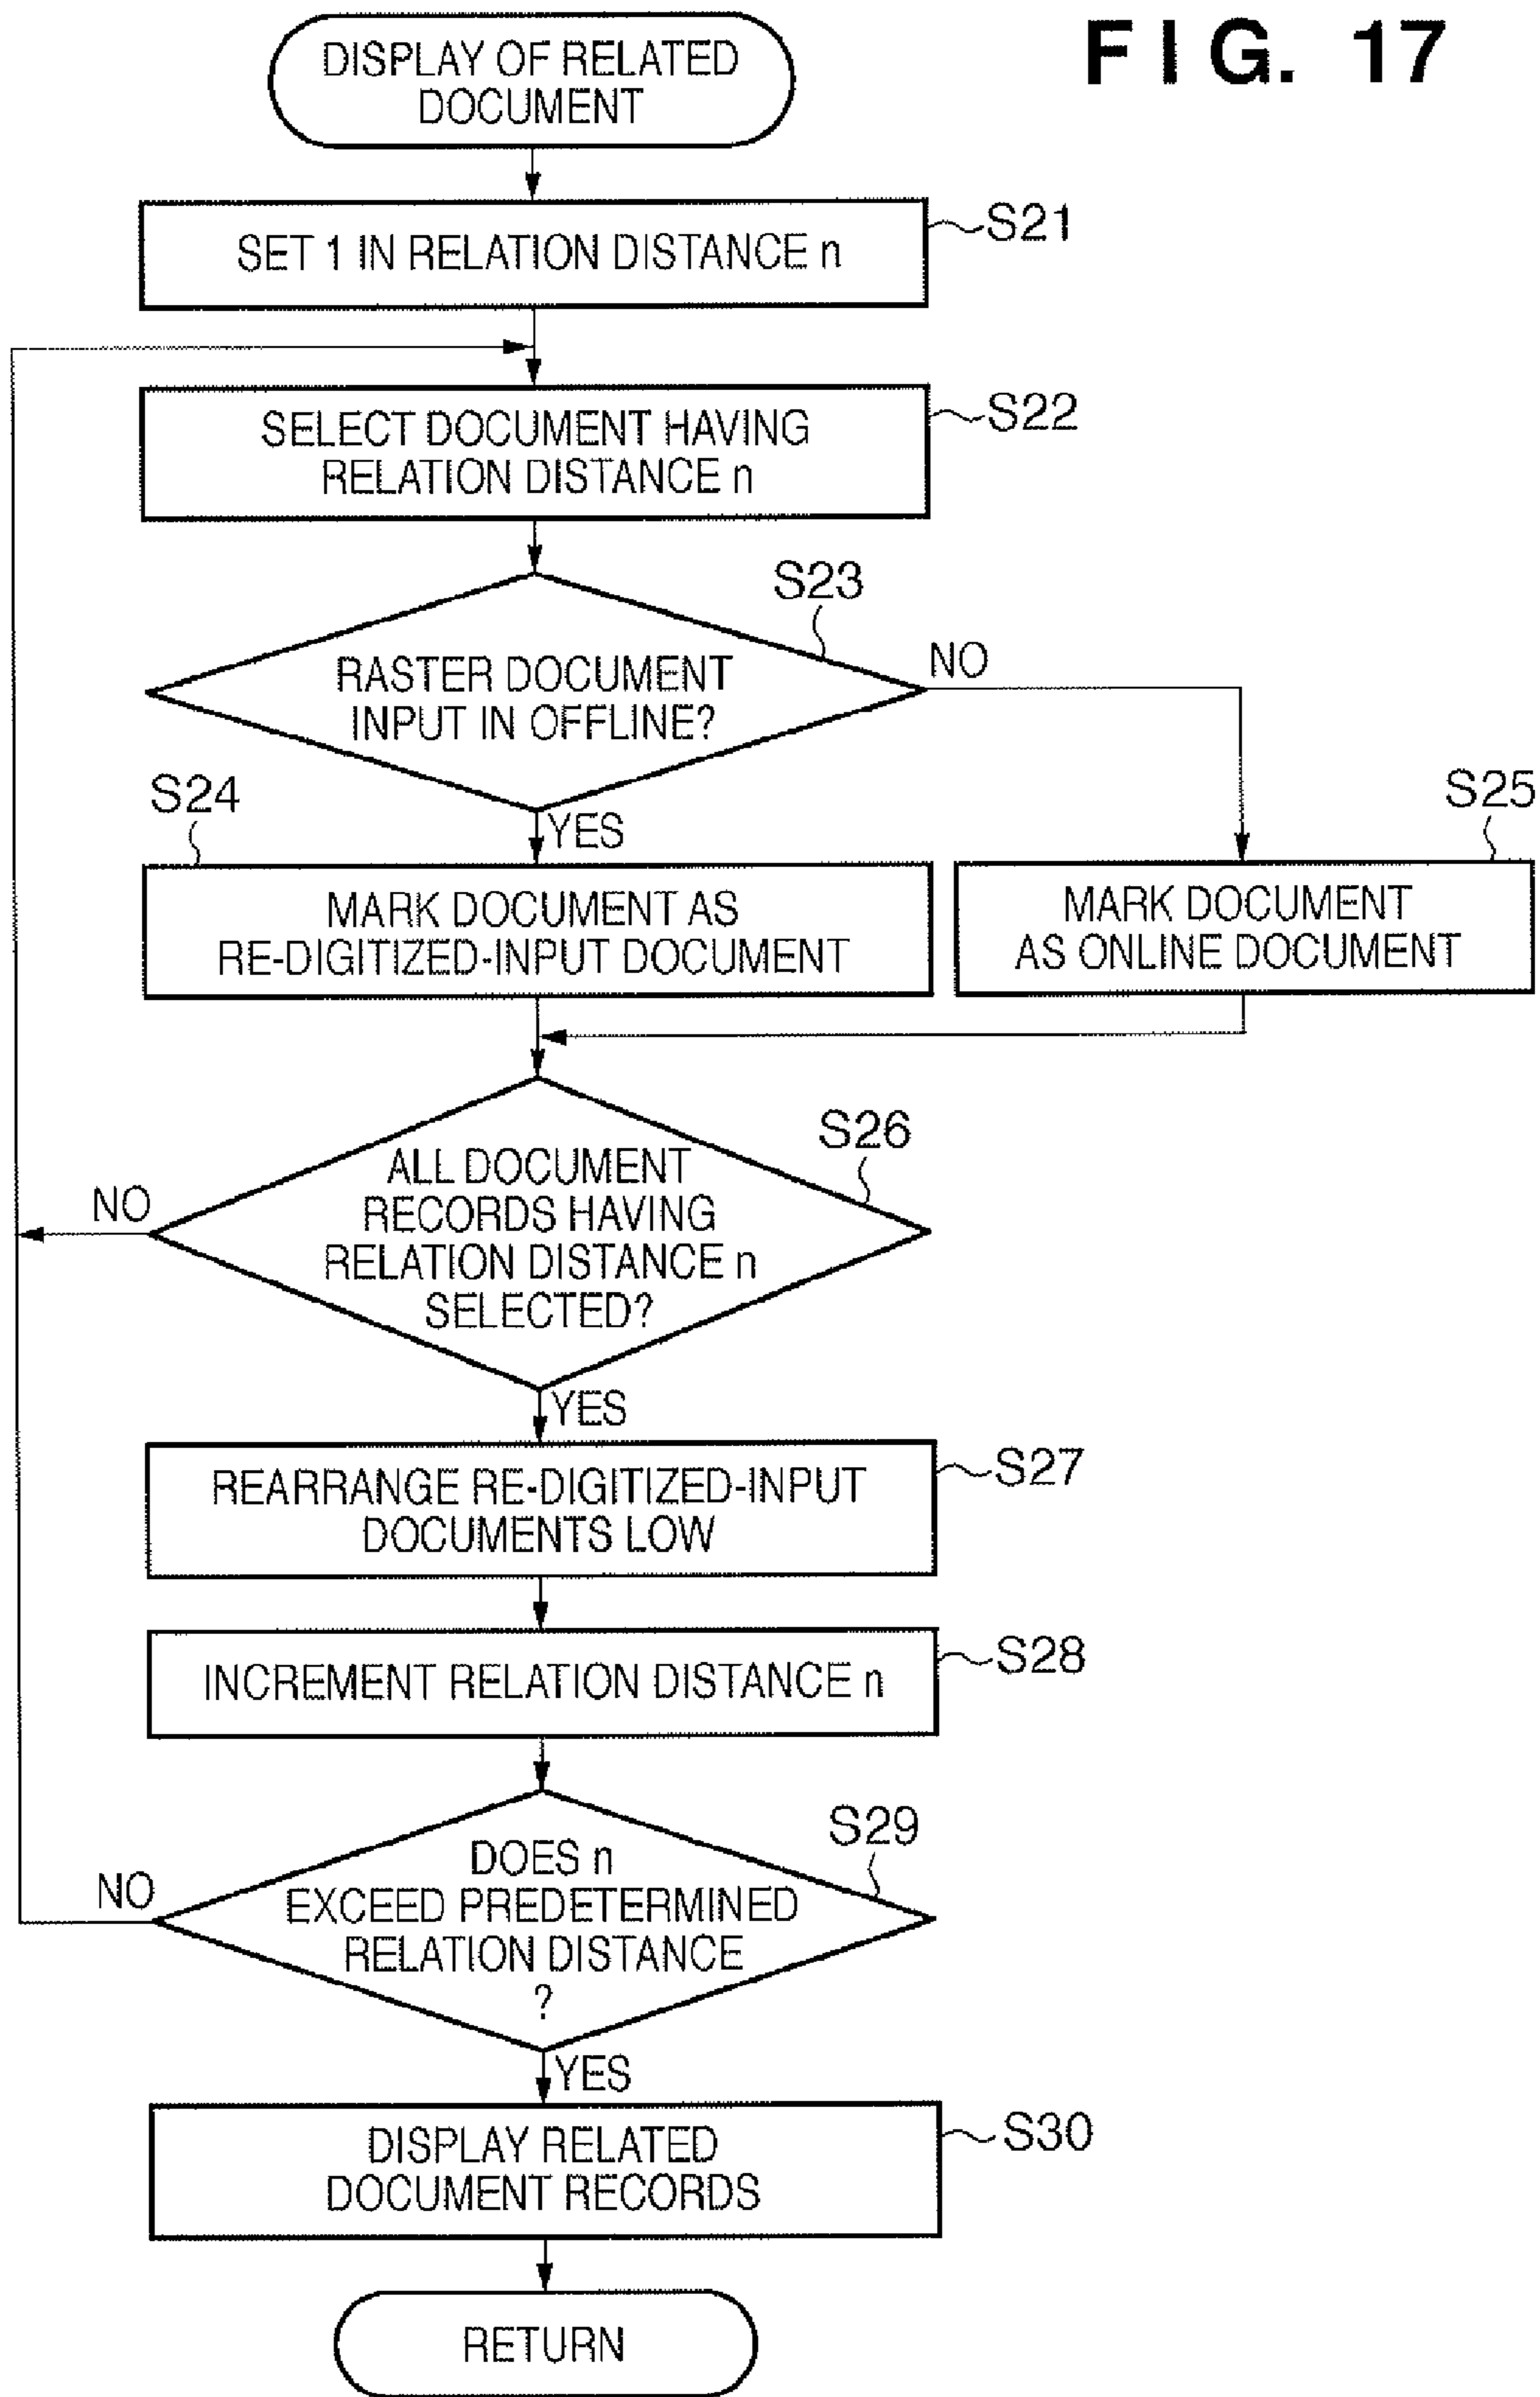 FIG. 17
DISPLAY OF RELATED
DOCUMENT
S21
SET 1 IN RELATION DISTANCE n
S22
SELECT DOCUMENT HAVING
RELATION DISTANCE n
S23
RASTER DOCUMENT
INPUT IN OFFLINE?
NO
YES
S24
MARK DOCUMENT AS
RE-DIGITIZED-INPUT DOCUMENT
S25
MARK DOCUMENT
AS ONLINE DOCUMENT
S26
ALL DOCUMENT
RECORDS HAVING
RELATION DISTANCE n
SELECTED?
NO
YES
S27
REARRANGE RE-DIGITIZED-INPUT
DOCUMENTS LOW
S28
INCREMENT RELATION DISTANCE n
S29
DOES n
EXCEED PREDETERMINED
RELATION DISTANCE
?
NO
YES
S30
DISPLAY RELATED
DOCUMENT RECORDS
RETURN